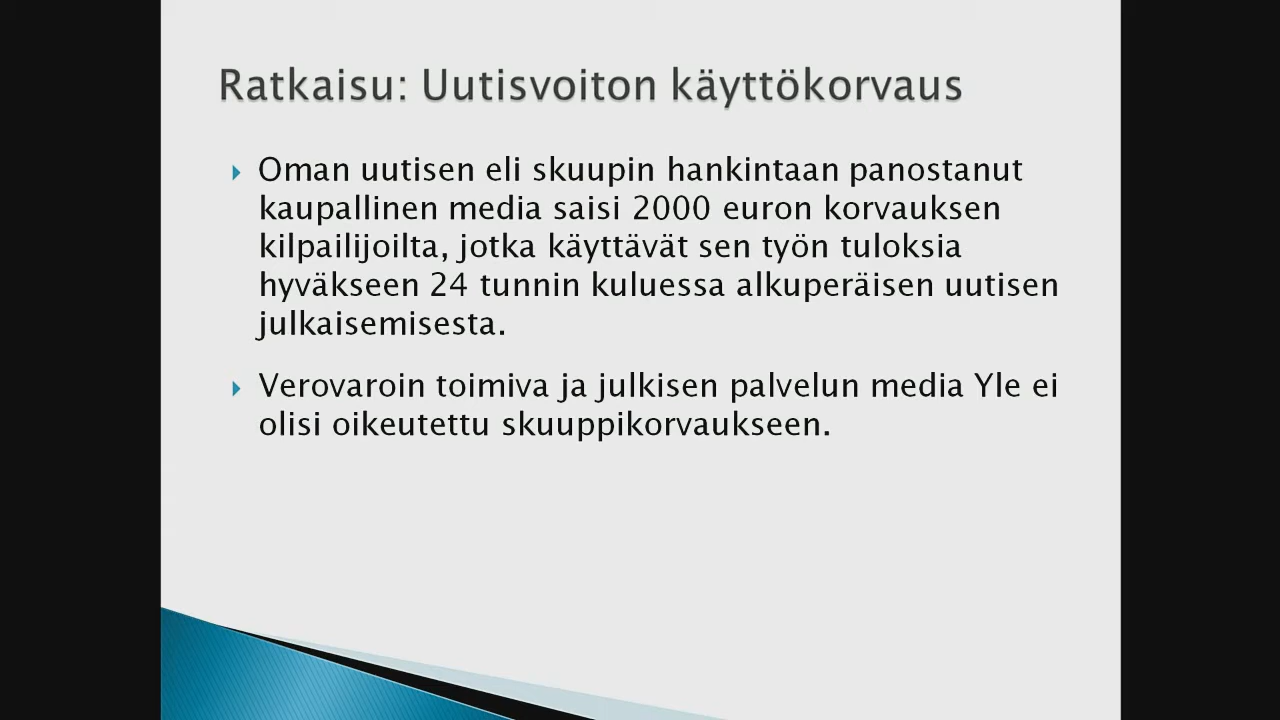 Ratkaisu: Uutisvoiton käyttökorvaus
Oman uutisen eli skuupin hankintaan panostanut
kaupallinen media saisi 2000 euron korvauksen
kilpailijoilta, jotka käyttävät sen työn tuloksia
hyväkseen 24 tunnin kuluessa alkuperäisen uutisen
julkaisemisesta.
Verovaroin toimiva ja julkisen palvelun media Yle ei
olisi oikeutettu skuuppikorvaukseen.